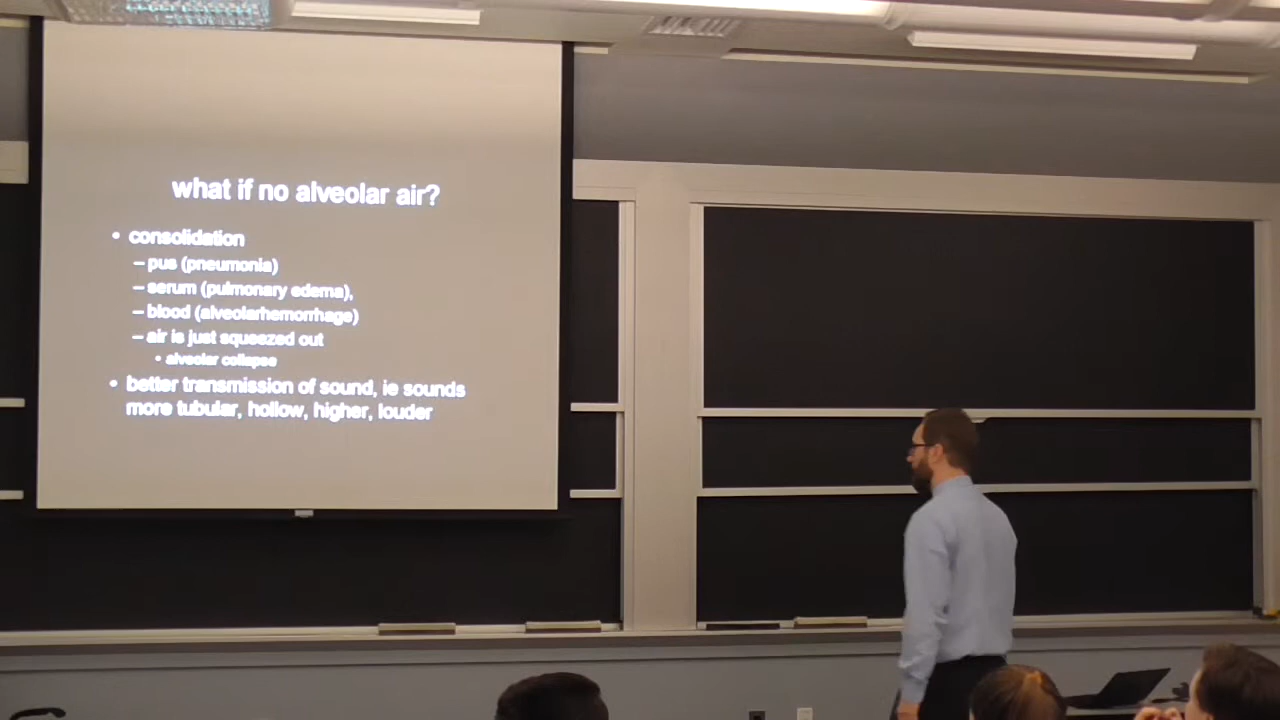 what if no alveolar air?
• consolidation
– pus (pneumonia)
– serum (pulmonary edema),
– blood (alveolarhemorrhage)
– air is just squeezed out
• alveolar collapse
• better transmission of sound, ie sounds
more tubular, hollow, higher, louder